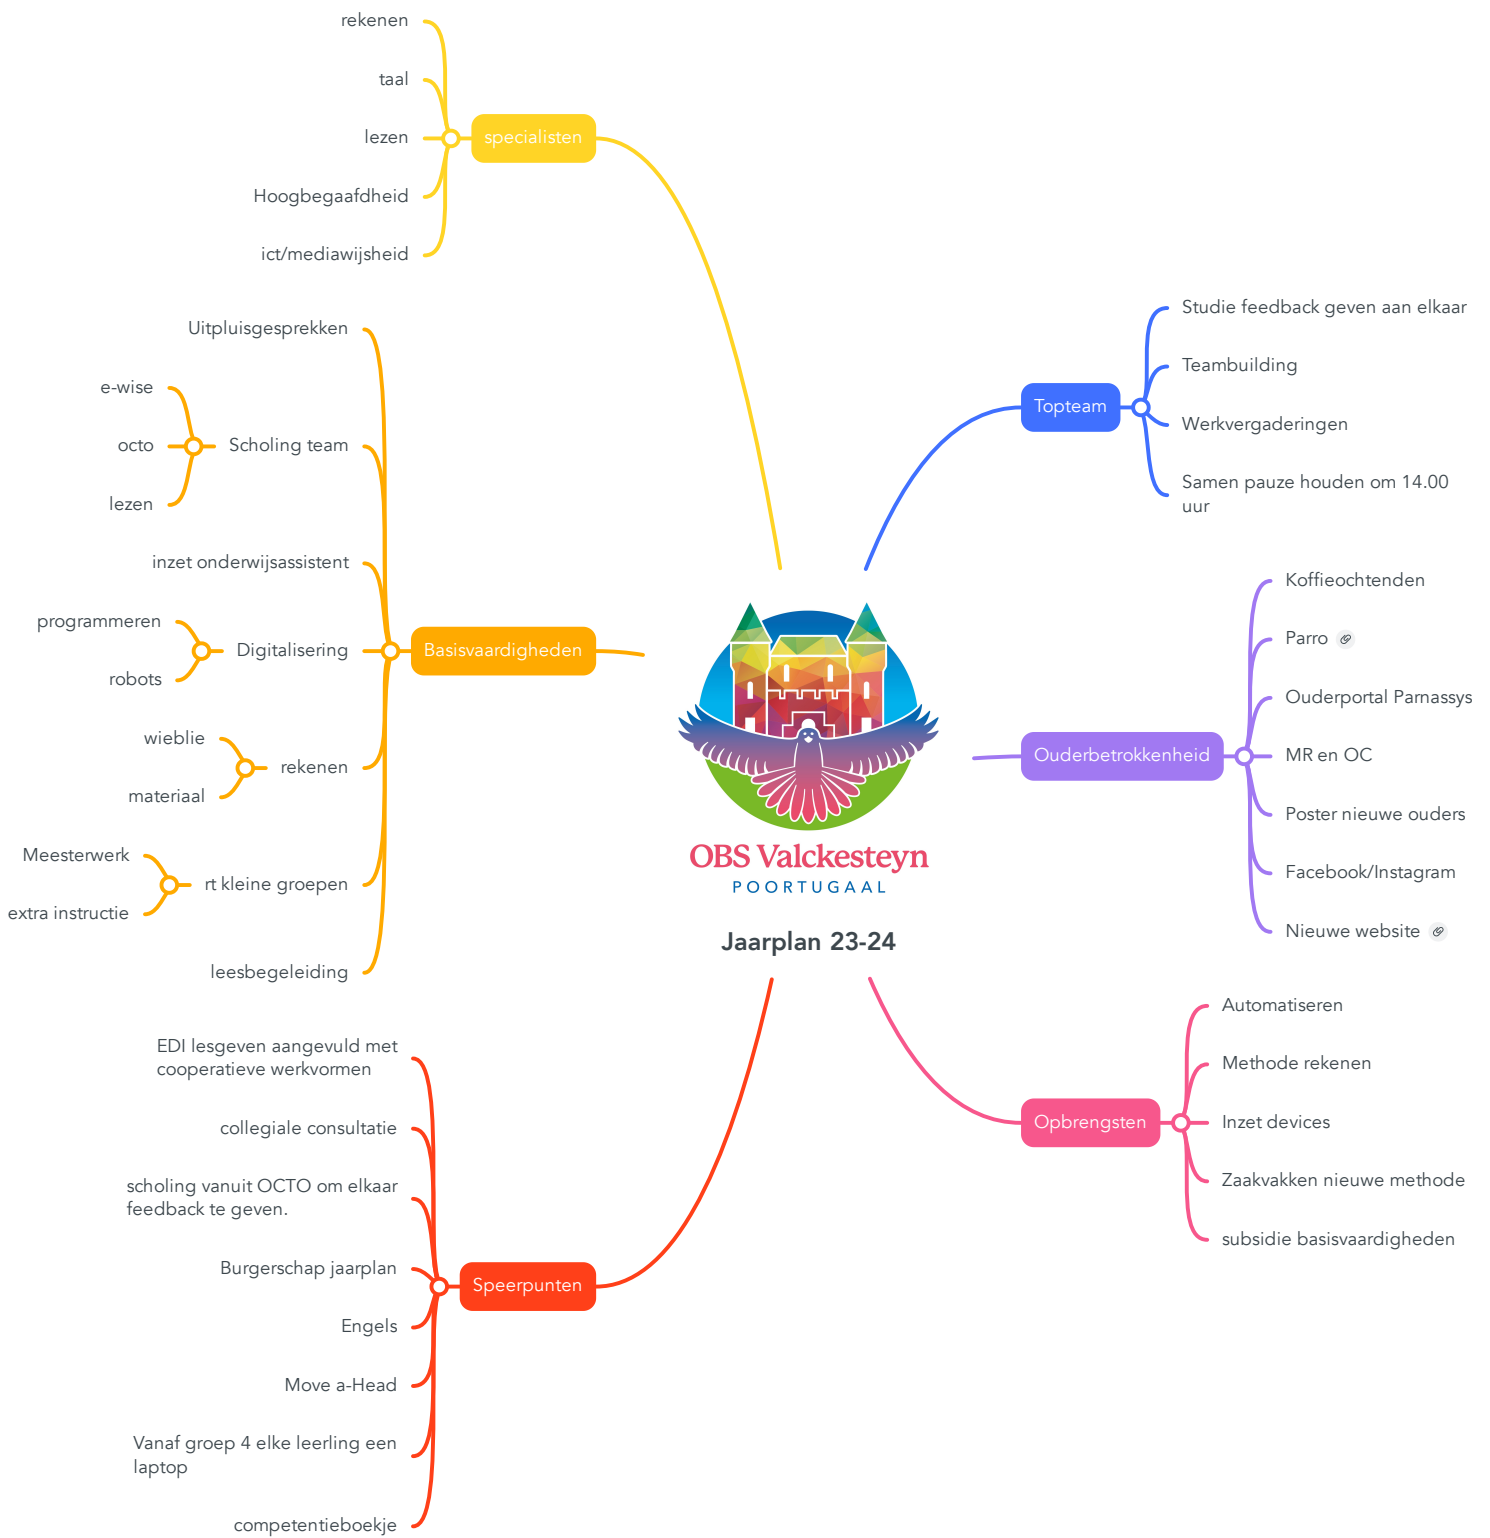 OBS Valckesteyn
POORTUGAAL
Jaarplan 23-24
Topteam
Studie feedback geven aan elkaar
Teambuilding
Werkvergaderingen
Samen pauze houden om 14.00
uur
Ouderbetrokkenheid
Koffieochtenden
Parro
Ouderportal Parnassys
MR en OC
Poster nieuwe ouders
Facebook/Instagram
Nieuwe website
Opbrengsten
Automatiseren
Methode rekenen
Inzet devices
Zaakvakken nieuwe methode
subsidie basisvaardigheden
specialisten
rekenen
taal
lezen
Hoogbegaafdheid
ict/mediawijsheid
Basisvaardigheden
Uitpluisgesprekken
Scholing team
e-wise
octo
lezen
inzet onderwijsassistent
Digitalisering
programmeren
robots
rekenen
wieblie
materiaal
rt kleine groepen
Meesterwerk
extra instructie
leesbegeleiding
Speerpunten
EDI lesgeven aangevuld met
cooperatieve werkvormen
collegiale consultatie
scholing vanuit OCTO om elkaar
feedback te geven.
Burgerschap jaarplan
Engels
Move a-Head
Vanaf groep 4 elke leerling een
laptop
competentieboekje